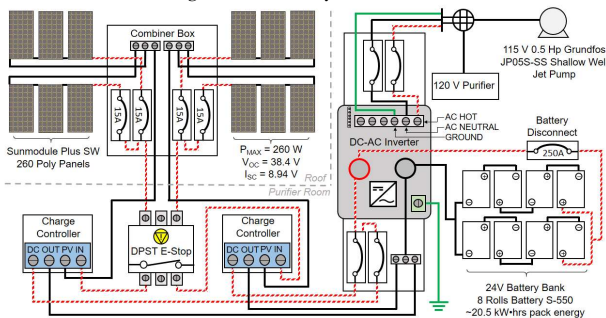 Combiner Box
15A
15A
15A
15A
Sunmodule Plus SW
260 Poly Panels
PMAX = 260 W
VOC = 38.4 V
ISC = 8.94 V
Roof
Purifier Room
Charge
Controller
DC OUT PV IN
DPST E-Stop
Charge
Controller
DC OUT PV IN
115 V 0.5 Hp Grundfos
JP05S-SS Shallow Wel
Jet Pump
120 V Purifier
AC HOT
AC NEUTRAL
GROUND
DC-AC Inverter
Battery
Disconnect
250A
24V Battery Bank
8 Rolls Battery S-550
~20.5 kW•hrs pack energy